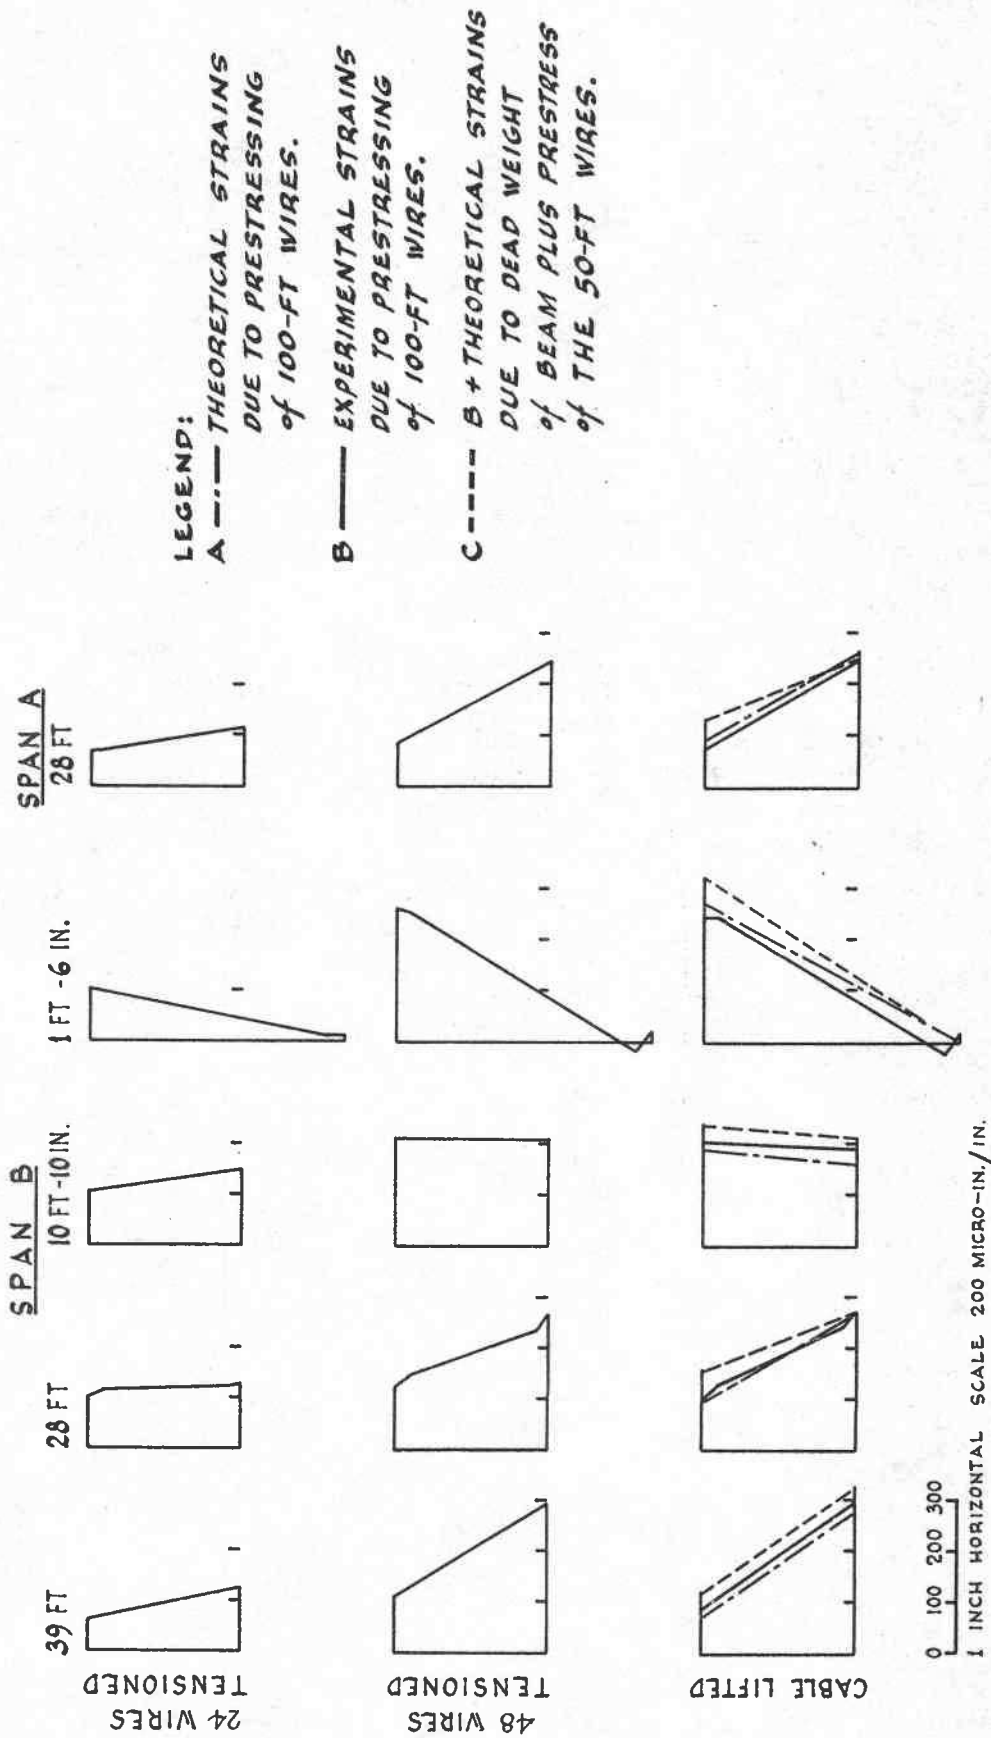 SPAN B
SPAN A
39 FT
28 FT
10 FT-10 IN.
1 FT -6 IN.
28 FT
24 WIRES
TENSIONED
48 WIRES
TENSIONED
CABLE LIFTED
0 100 200 300
1 INCH HORIZONTAL SCALE 200 MICRO-IN./IN.
LEGEND:
A —·— THEORETICAL STRAINS
DUE TO PRESTRESSING
of 100-FT WIRES.
B —— EXPERIMENTAL STRAINS
DUE TO PRESTRESSING
of 100-FT WIRES.
C ---- B + THEORETICAL STRAINS
DUE TO DEAD WEIGHT
of BEAM PLUS PRESTRESS
of THE 50-FT WIRES.